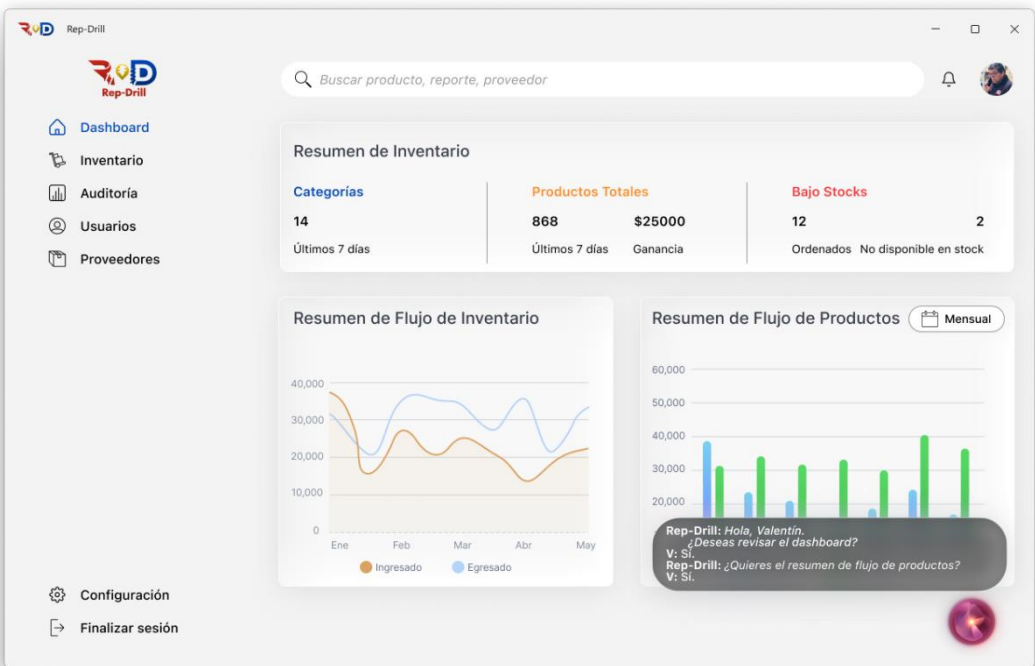 RD Rep-Drill
RD
Rep-Drill
Buscar producto, reporte, proveedor
Dashboard
Inventario
Auditoría
Usuarios
Proveedores
Configuración
Finalizar sesión
Resumen de Inventario
Categorías
14
Últimos 7 días
Productos Totales
868 $25000
Últimos 7 días Ganancia
Bajo Stocks
12 2
Ordenados No disponible en stock
Resumen de Flujo de Inventario
40,000
30,000
20,000
10,000
0
Ene Feb Mar Abr May
Ingresado Egresado
Resumen de Flujo de Productos Mensual
60,000
50,000
40,000
30,000
20,000
Rep-Drill: Hola, Valentín.
¿Deseas revisar el dashboard?
V: Sí.
Rep-Drill: ¿Quieres el resumen de flujo de productos?
V: Sí.